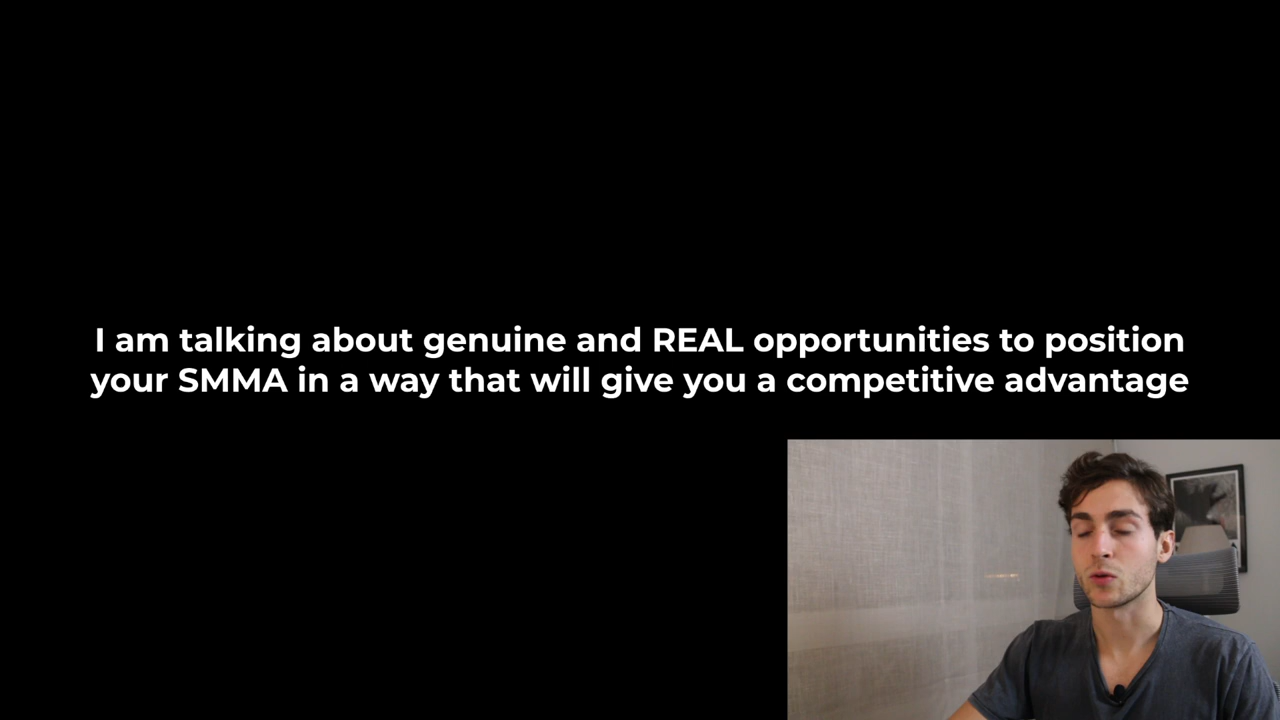 I am talking about genuine and REAL opportunities to position
your SMMA in a way that will give you a competitive advantage